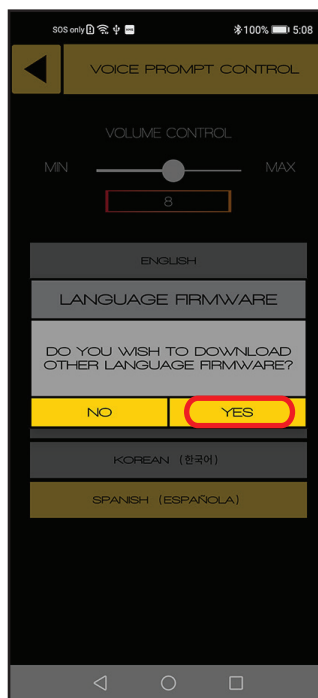 SOS only 100% 5:08
VOICE PROMPT CONTROL
VOLUME CONTROL
MIN MAX
8
ENGLISH
LANGUAGE FIRMWARE
DO YOU WISH TO DOWNLOAD
OTHER LANGUAGE FIRMWARE?
NO YES
KOREAN (한국어)
SPANISH (ESPAÑOLA)